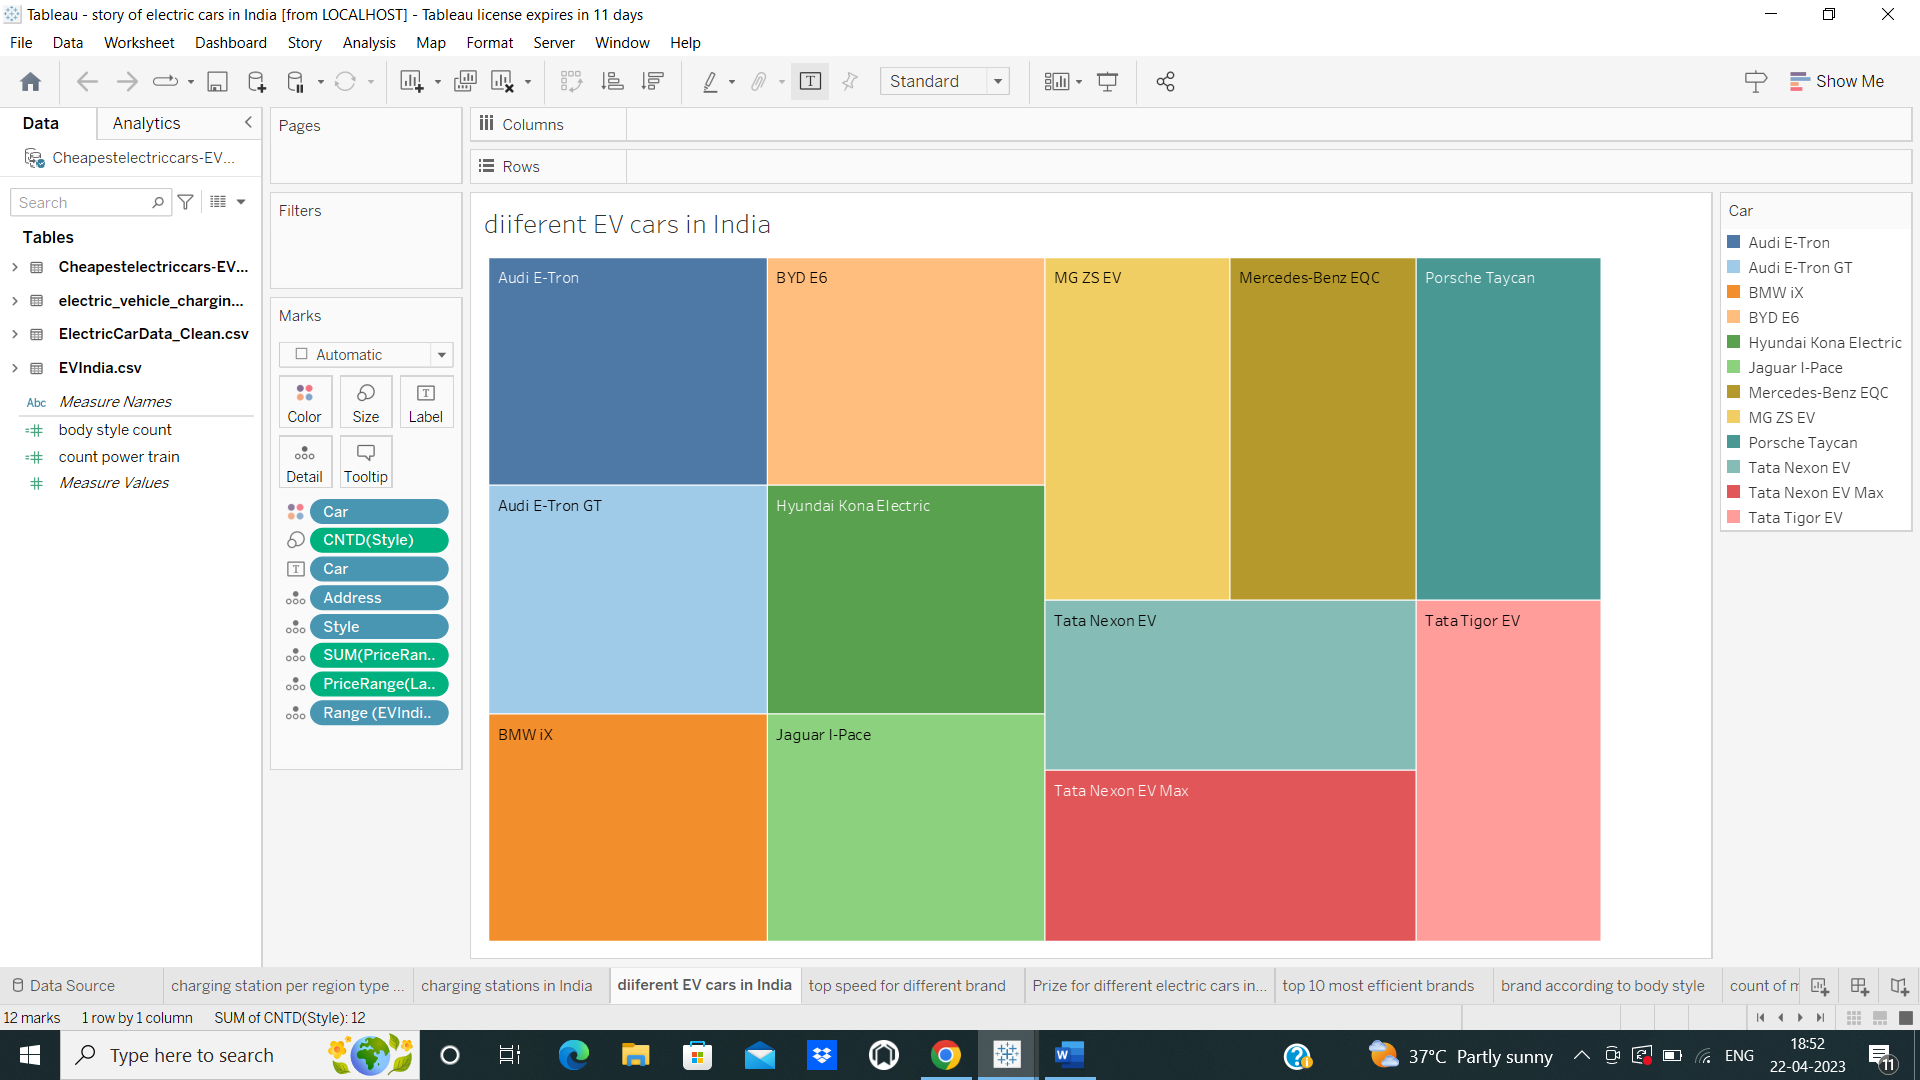 Tableau - story of electric cars in India [from LOCALHOST] - Tableau license expires in 11 days
File Data Worksheet Dashboard Story Analysis Map Format Server Window Help
Standard
Show Me
Data Analytics
Cheapestelectriccars-EV...
Search
Tables
Cheapestelectriccars-EV...
electric_vehicle_chargin...
ElectricCarData_Clean.csv
EVIndia.csv
Abc Measure Names
body style count
count power train
Measure Values
Pages
Filters
Marks
Automatic
Color Size Label
Detail Tooltip
Car
CNTD(Style)
Car
Address
Style
SUM(PriceRan..
PriceRange(La..
Range (EVIndi..
Columns
Rows
diiferent EV cars in India
Audi E-Tron
BYD E6
MG ZS EV
Mercedes-Benz EQC
Porsche Taycan
Audi E-Tron GT
Hyundai Kona Electric
Tata Nexon EV
Tata Tigor EV
BMW iX
Jaguar I-Pace
Tata Nexon EV Max
Car
Audi E-Tron
Audi E-Tron GT
BMW iX
BYD E6
Hyundai Kona Electric
Jaguar I-Pace
Mercedes-Benz EQC
MG ZS EV
Porsche Taycan
Tata Nexon EV
Tata Nexon EV Max
Tata Tigor EV
Data Source charging station per region type ... charging stations in India diiferent EV cars in India top speed for different brand Prize for different electric cars in... top 10 most efficient brands brand according to body style count of m
12 marks 1 row by 1 column SUM of CNTD(Style): 12
Type here to search
37°C Partly sunny
ENG
18:52
22-04-2023
11